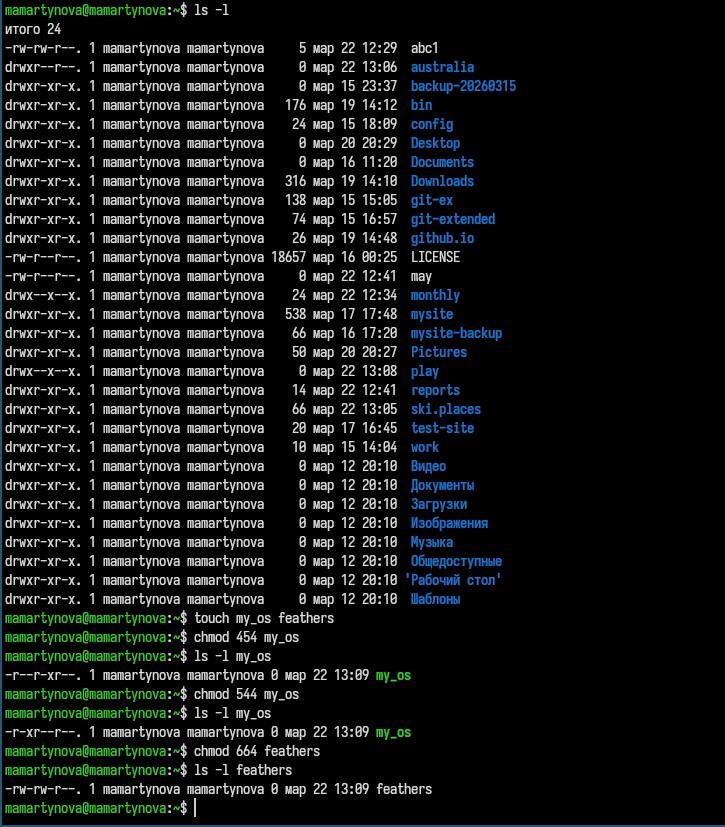 mamartynova@mamartynova:~$ ls -l
итого 24
-rw-rw-r--. 1 mamartynova mamartynova     5 мар 22 12:29  abc1
drwxr--r--. 1 mamartynova mamartynova     0 мар 22 13:06  australia
drwxr-xr-x. 1 mamartynova mamartynova     0 мар 15 23:37  backup-20260315
drwxr-xr-x. 1 mamartynova mamartynova   176 мар 19 14:12  bin
drwxr-xr-x. 1 mamartynova mamartynova    24 мар 15 18:09  config
drwxr-xr-x. 1 mamartynova mamartynova     0 мар 20 20:29  Desktop
drwxr-xr-x. 1 mamartynova mamartynova     0 мар 16 11:20  Documents
drwxr-xr-x. 1 mamartynova mamartynova   316 мар 19 14:10  Downloads
drwxr-xr-x. 1 mamartynova mamartynova   138 мар 15 15:05  git-ex
drwxr-xr-x. 1 mamartynova mamartynova    74 мар 15 16:57  git-extended
drwxr-xr-x. 1 mamartynova mamartynova    26 мар 19 14:48  github.io
-rw-r--r--. 1 mamartynova mamartynova 18657 мар 16 00:25  LICENSE
-rw-r--r--. 1 mamartynova mamartynova     0 мар 22 12:41  may
drwx--x--x. 1 mamartynova mamartynova    24 мар 22 12:34  monthly
drwxr-xr-x. 1 mamartynova mamartynova   538 мар 17 17:48  mysite
drwxr-xr-x. 1 mamartynova mamartynova    66 мар 16 17:20  mysite-backup
drwxr-xr-x. 1 mamartynova mamartynova    50 мар 20 20:27  Pictures
drwx--x--x. 1 mamartynova mamartynova     0 мар 22 13:08  play
drwxr-xr-x. 1 mamartynova mamartynova    14 мар 22 12:41  reports
drwxr-xr-x. 1 mamartynova mamartynova    66 мар 22 13:05  ski.places
drwxr-xr-x. 1 mamartynova mamartynova    20 мар 17 16:45  test-site
drwxr-xr-x. 1 mamartynova mamartynova    10 мар 15 14:04  work
drwxr-xr-x. 1 mamartynova mamartynova     0 мар 12 20:10  Видео
drwxr-xr-x. 1 mamartynova mamartynova     0 мар 12 20:10  Документы
drwxr-xr-x. 1 mamartynova mamartynova     0 мар 12 20:10  Загрузки
drwxr-xr-x. 1 mamartynova mamartynova     0 мар 12 20:10  Изображения
drwxr-xr-x. 1 mamartynova mamartynova     0 мар 12 20:10  Музыка
drwxr-xr-x. 1 mamartynova mamartynova     0 мар 12 20:10  Общедоступные
drwxr-xr-x. 1 mamartynova mamartynova     0 мар 12 20:10 'Рабочий стол'
drwxr-xr-x. 1 mamartynova mamartynova     0 мар 12 20:10  Шаблоны
mamartynova@mamartynova:~$ touch my_os feathers
mamartynova@mamartynova:~$ chmod 454 my_os
mamartynova@mamartynova:~$ ls -l my_os
-r--r-xr--. 1 mamartynova mamartynova 0 мар 22 13:09 my_os
mamartynova@mamartynova:~$ chmod 544 my_os
mamartynova@mamartynova:~$ ls -l my_os
-r-xr--r--. 1 mamartynova mamartynova 0 мар 22 13:09 my_os
mamartynova@mamartynova:~$ chmod 664 feathers
mamartynova@mamartynova:~$ ls -l feathers
-rw-rw-r--. 1 mamartynova mamartynova 0 мар 22 13:09 feathers
mamartynova@mamartynova:~$